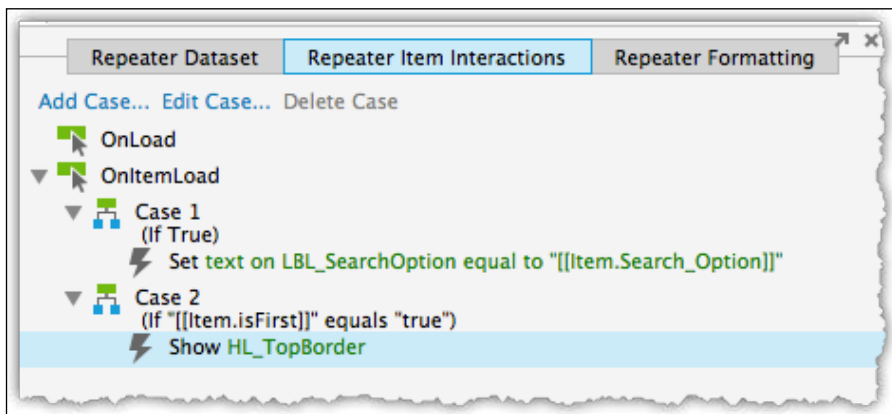 Repeater Dataset Repeater Item Interactions Repeater Formatting
Add Case... Edit Case... Delete Case
OnLoad
OnItemLoad
Case 1
(If True)
Set text on LBL_SearchOption equal to "[[Item.Search_Option]]"
Case 2
(If "[[Item.isFirst]]" equals "true")
Show HL_TopBorder